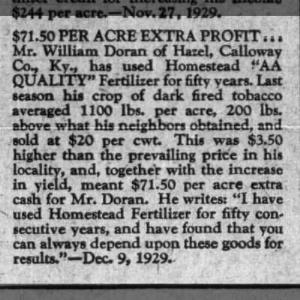 $244 per acre.—Nov. 27, 1929.
$71.50 PER ACRE EXTRA PROFIT...
Mr. William Doran of Hazel, Calloway
Co., Ky., has used Homestead "AA
QUALITY" Fertilizer for fifty years. Last
season his crop of dark fired tobacco
averaged 1100 lbs. per acre, 200 lbs.
above what his neighbors obtained, and
sold at $20 per cwt. This was $3.50
higher than the prevailing price in his
locality, and, together with the increase
in yield, meant $71.50 per acre extra
cash for Mr. Doran. He writes: "I have
used Homestead Fertilizer for fifty con-
secutive years, and have found that you
can always depend upon these goods for
results."—Dec. 9, 1929.